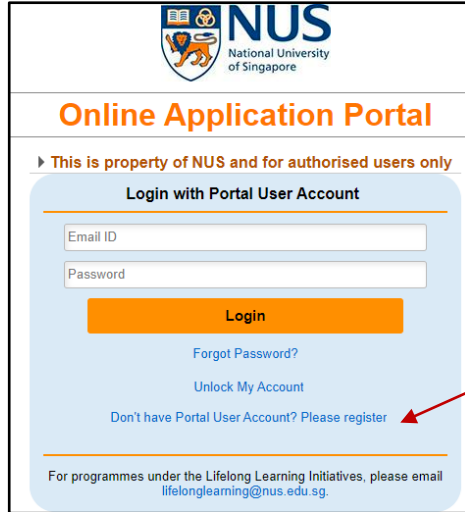 NUS
National University
of Singapore
Online Application Portal
This is property of NUS and for authorised users only
Login with Portal User Account
Email ID
Password
Login
Forgot Password?
Unlock My Account
Don't have Portal User Account? Please register
For programmes under the Lifelong Learning Initiatives, please email
lifelonglearning@nus.edu.sg.